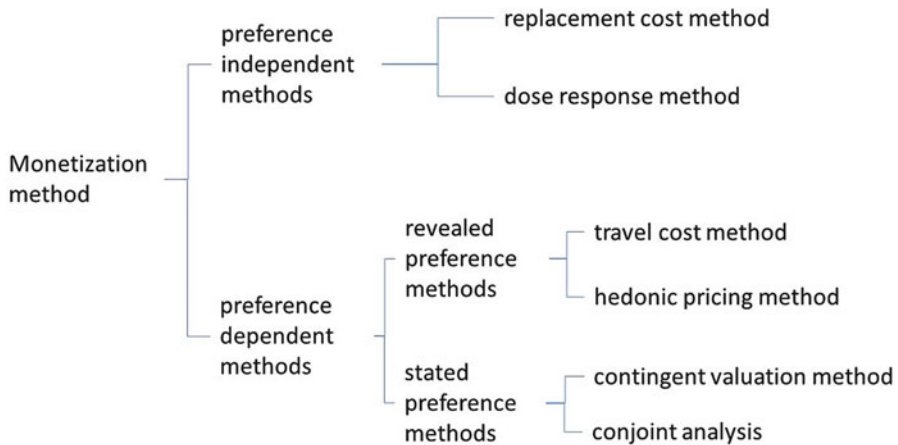 Monetization
method
preference
independent
methods
replacement cost method
dose response method
preference
dependent
methods
revealed
preference
methods
travel cost method
hedonic pricing method
stated
preference
methods
contingent valuation method
conjoint analysis